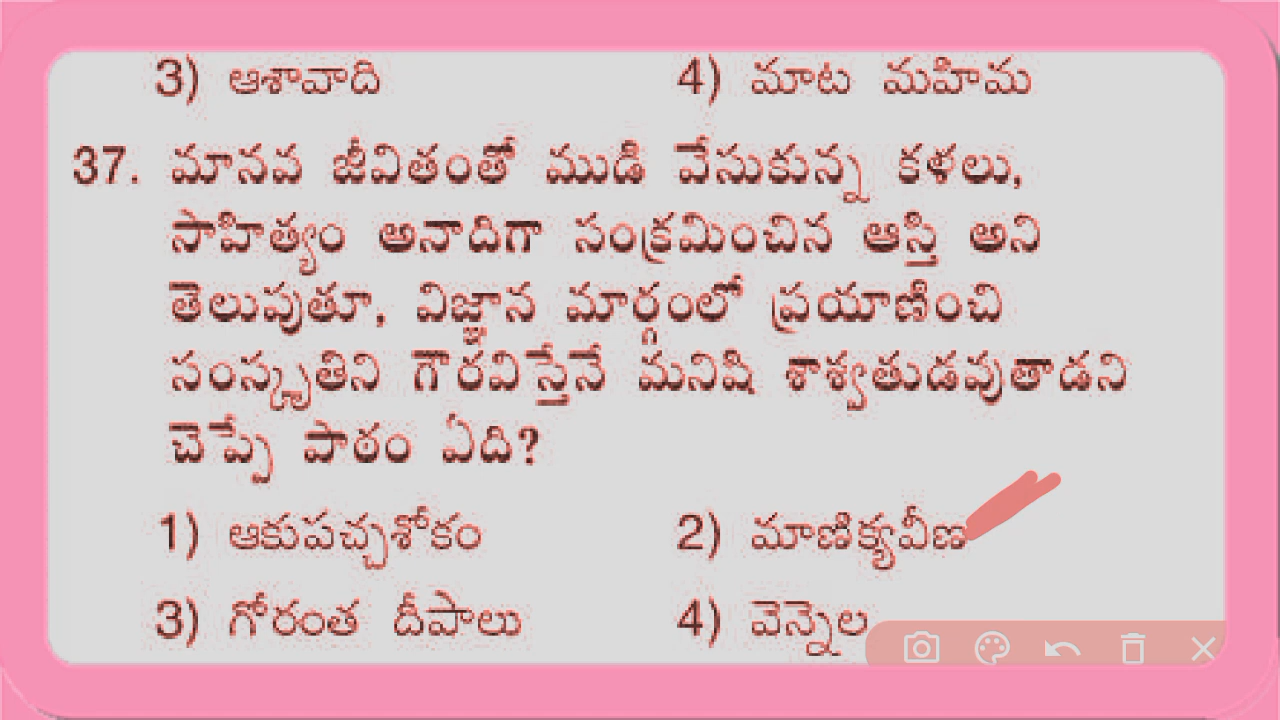 3) ఆశావాది 4) మాట మహిమ
37. మానవ జీవితంతో ముడి వేసుకున్న కళలు,
సాహిత్యం అనాదిగా సంక్రమించిన ఆస్తి అని
తెలుపుతూ, విజ్ఞాన మార్గంలో ప్రయాణించి
సంస్కృతిని గౌరవిస్తేనే మనిషి శాశ్వతుడవుతాడని
చెప్పే పాఠం ఏది?
1) ఆకుపచ్చశోకం 2) మాణిక్యవీణ
3) గోరంత దీపాలు 4) వెన్నెల